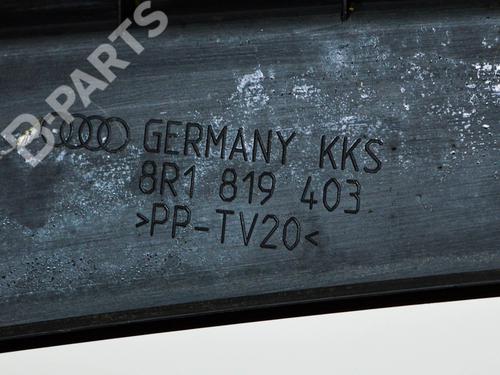 B-PARTS
GERMANY KKS
8R1 819 403
>PP-TV20<